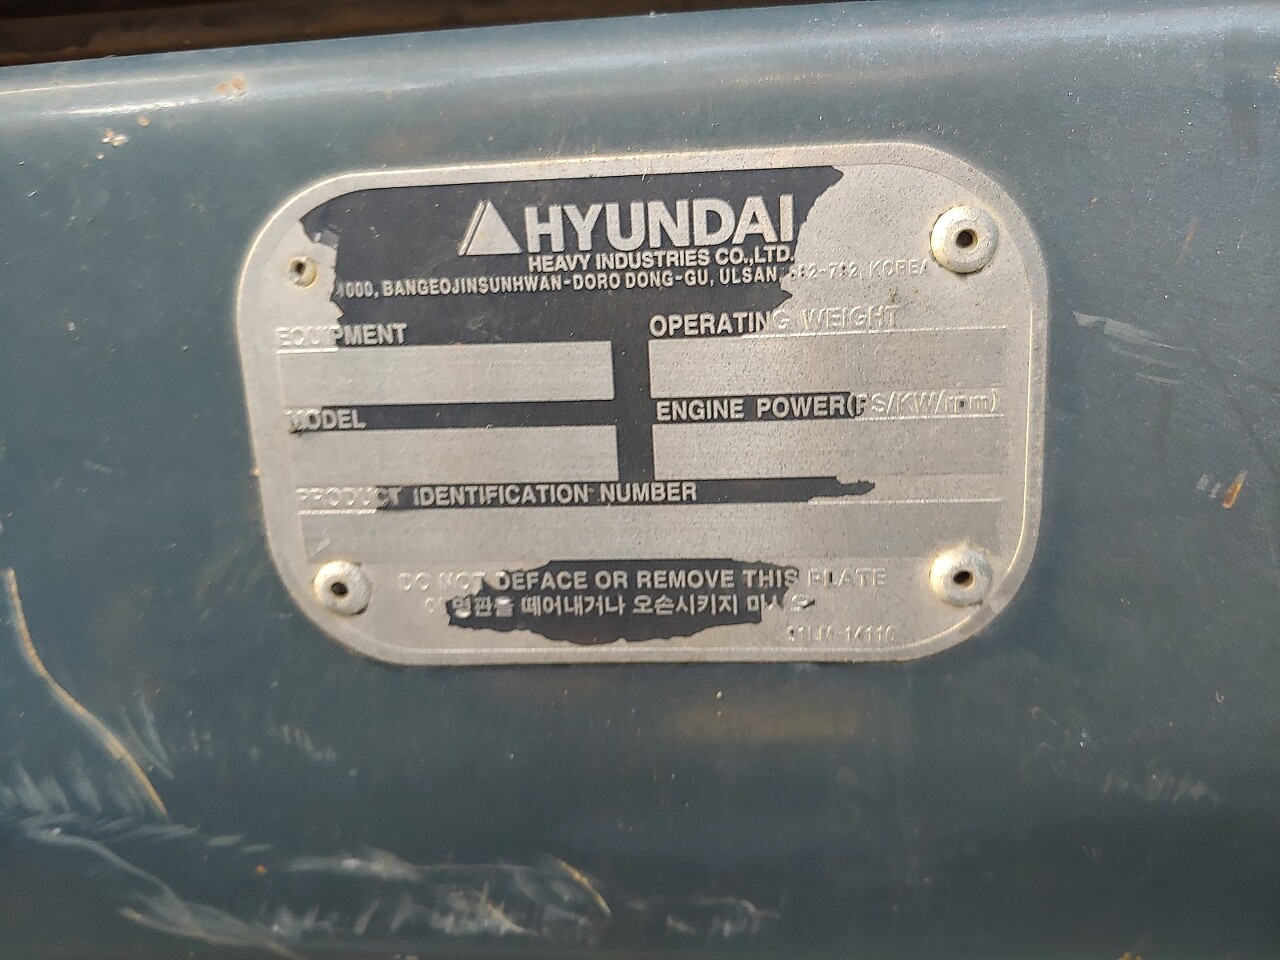 HYUNDAI
HEAVY INDUSTRIES CO.,LTD.
1000, BANGEOJINSUNHWAN-DORO DONG-GU, ULSAN, 682-792, KOREA
EQUIPMENT
OPERATING WEIGHT
MODEL
ENGINE POWER(PS/KW/rpm)
PRODUCT IDENTIFICATION NUMBER
DO NOT DEFACE OR REMOVE THIS PLATE
이 명판을 떼어내거나 오손시키지 마시오